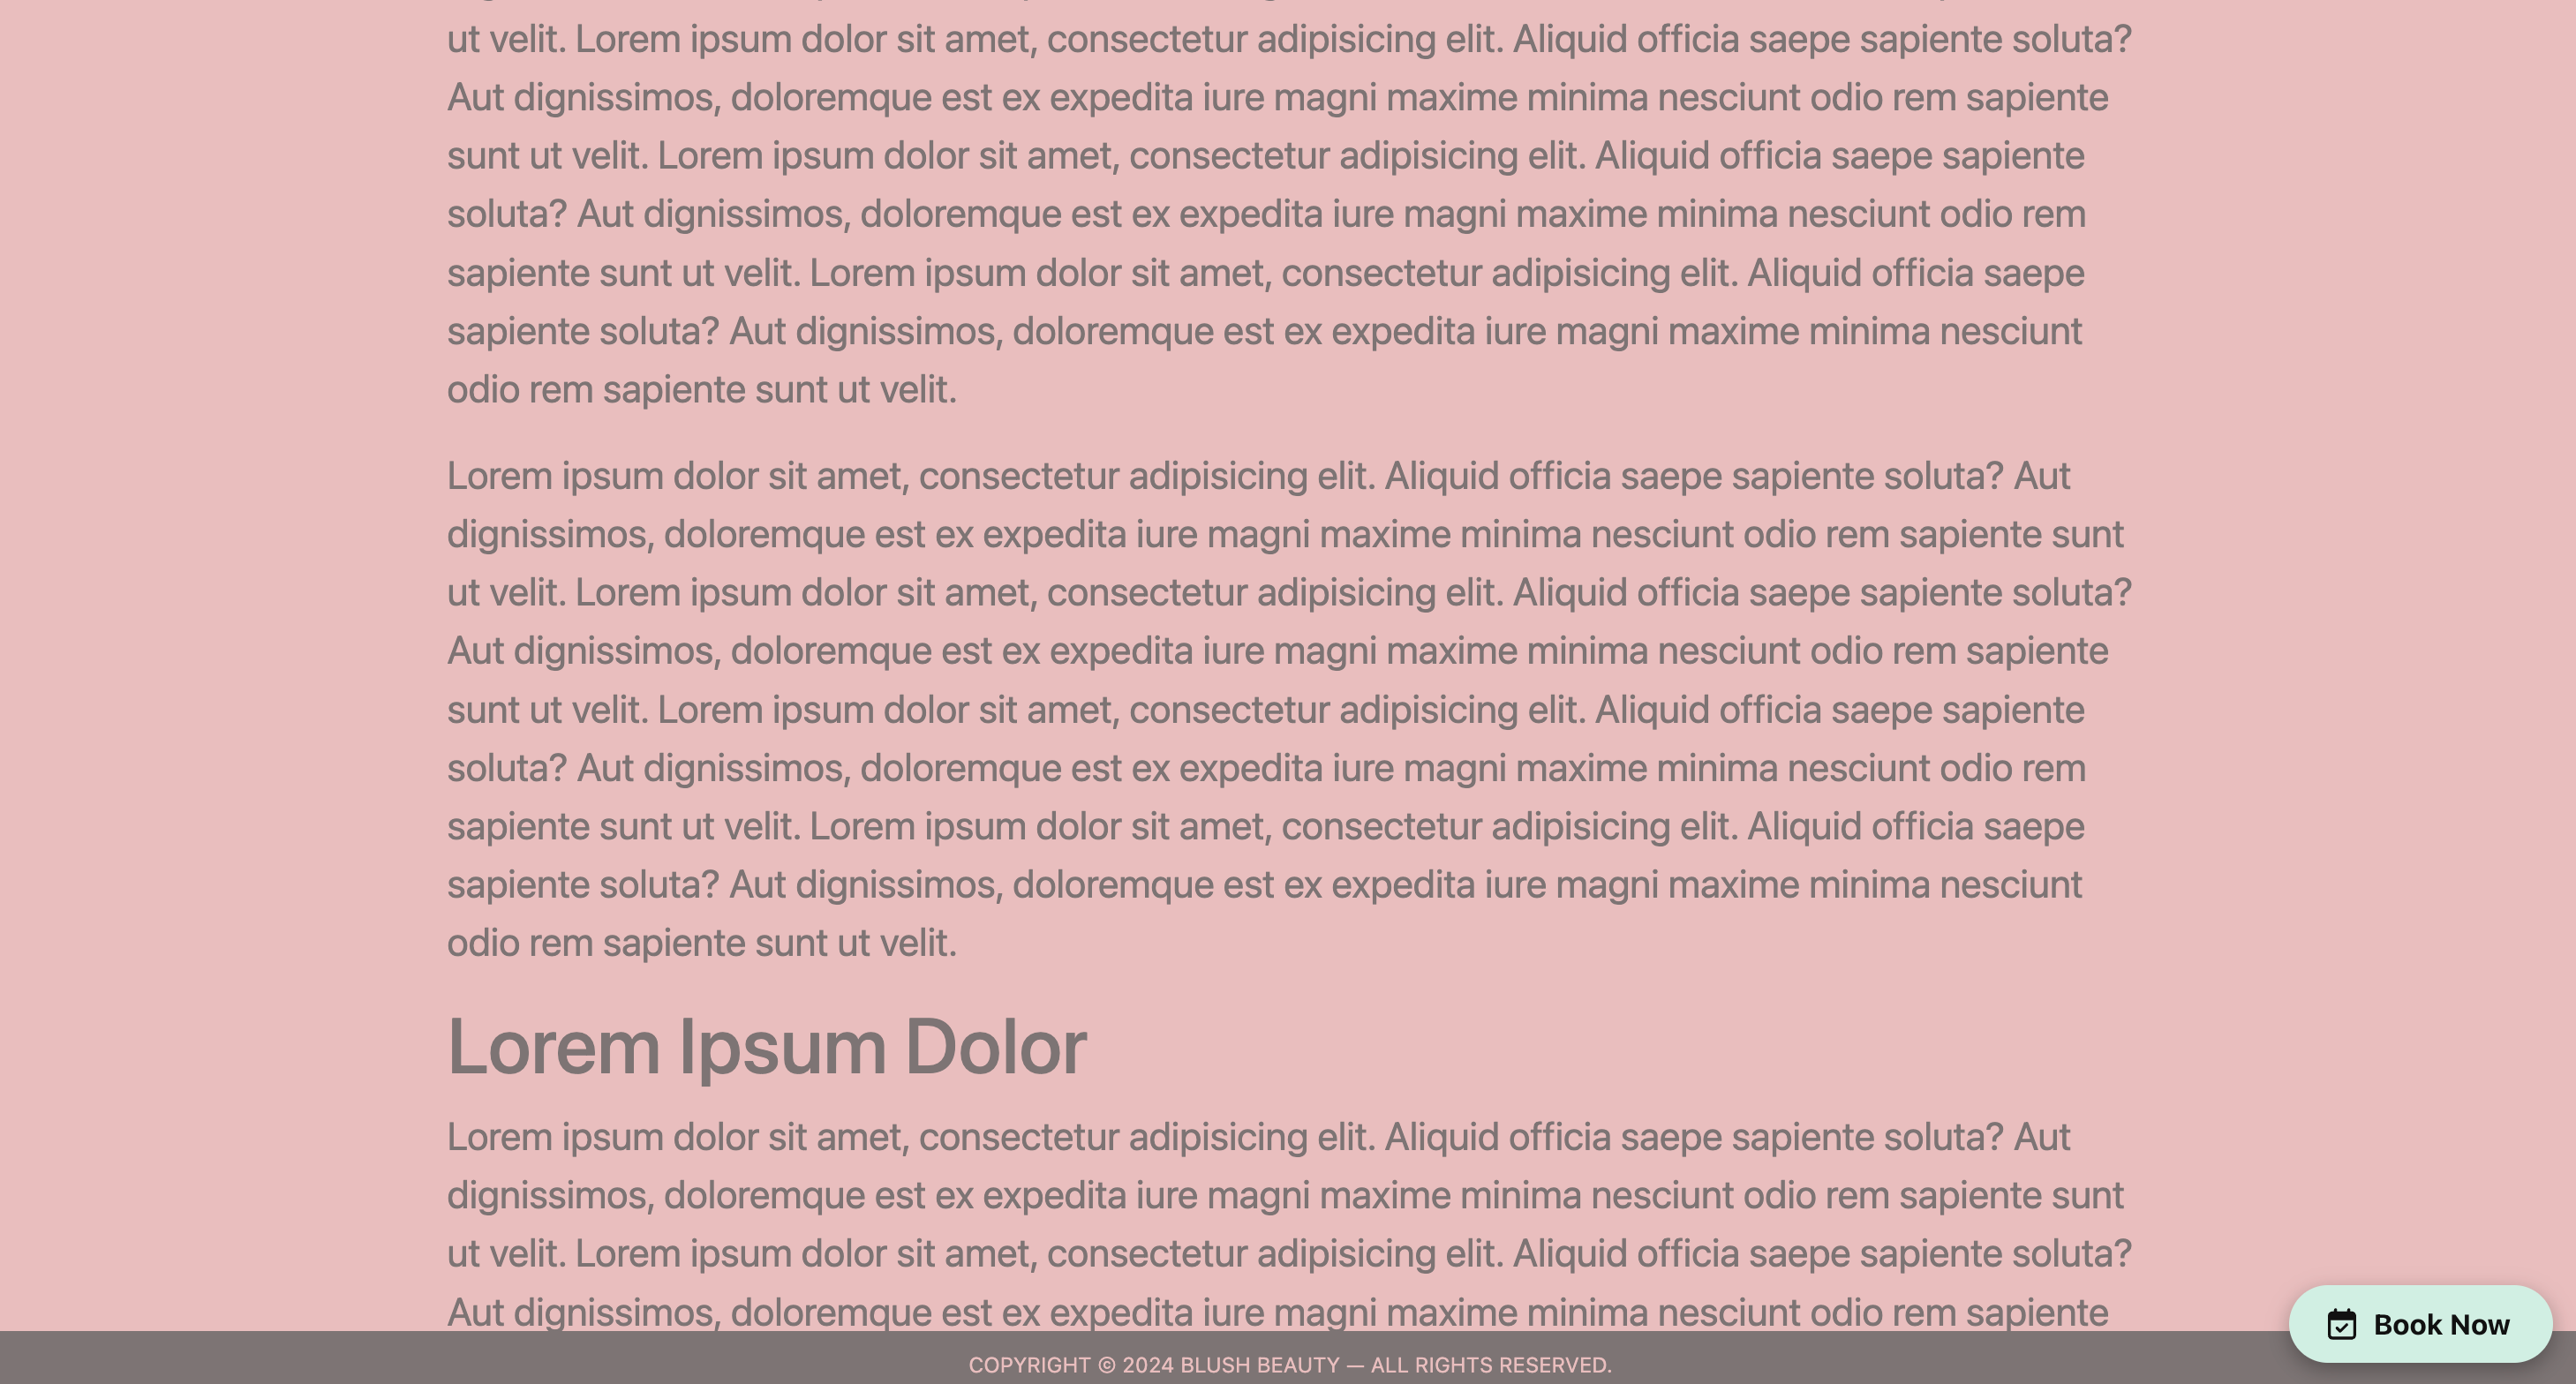 ut velit. Lorem ipsum dolor sit amet, consectetur adipisicing elit. Aliquid officia saepe sapiente soluta?
Aut dignissimos, doloremque est ex expedita iure magni maxime minima nesciunt odio rem sapiente
sunt ut velit. Lorem ipsum dolor sit amet, consectetur adipisicing elit. Aliquid officia saepe sapiente
soluta? Aut dignissimos, doloremque est ex expedita iure magni maxime minima nesciunt odio rem
sapiente sunt ut velit. Lorem ipsum dolor sit amet, consectetur adipisicing elit. Aliquid officia saepe
sapiente soluta? Aut dignissimos, doloremque est ex expedita iure magni maxime minima nesciunt
odio rem sapiente sunt ut velit.
Lorem ipsum dolor sit amet, consectetur adipisicing elit. Aliquid officia saepe sapiente soluta? Aut
dignissimos, doloremque est ex expedita iure magni maxime minima nesciunt odio rem sapiente sunt
ut velit. Lorem ipsum dolor sit amet, consectetur adipisicing elit. Aliquid officia saepe sapiente soluta?
Aut dignissimos, doloremque est ex expedita iure magni maxime minima nesciunt odio rem sapiente
sunt ut velit. Lorem ipsum dolor sit amet, consectetur adipisicing elit. Aliquid officia saepe sapiente
soluta? Aut dignissimos, doloremque est ex expedita iure magni maxime minima nesciunt odio rem
sapiente sunt ut velit. Lorem ipsum dolor sit amet, consectetur adipisicing elit. Aliquid officia saepe
sapiente soluta? Aut dignissimos, doloremque est ex expedita iure magni maxime minima nesciunt
odio rem sapiente sunt ut velit.
Lorem Ipsum Dolor
Lorem ipsum dolor sit amet, consectetur adipisicing elit. Aliquid officia saepe sapiente soluta? Aut
dignissimos, doloremque est ex expedita iure magni maxime minima nesciunt odio rem sapiente sunt
ut velit. Lorem ipsum dolor sit amet, consectetur adipisicing elit. Aliquid officia saepe sapiente soluta?
Aut dignissimos, doloremque est ex expedita iure magni maxime minima nesciunt odio rem sapiente
Book Now
COPYRIGHT © 2024 BLUSH BEAUTY — ALL RIGHTS RESERVED.